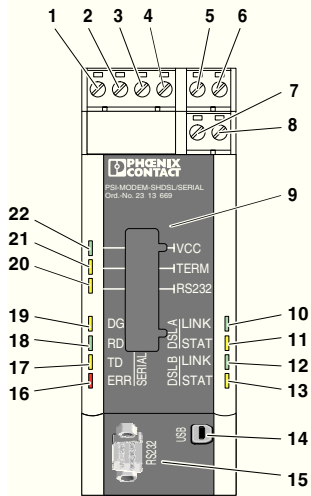 1 2 3 4 5 6
7
8
PHŒNIX
CONTACT
PSI-MODEM-SHDSL/SERIAL
Ord.-No. 23 13 669
9
22 VCC
21 TERM
20 RS232
19 DG DSLA LINK 10
18 RD STAT 11
17 TD DSLB LINK 12
16 ERR SERIAL STAT 13
USB 14
RS232 15